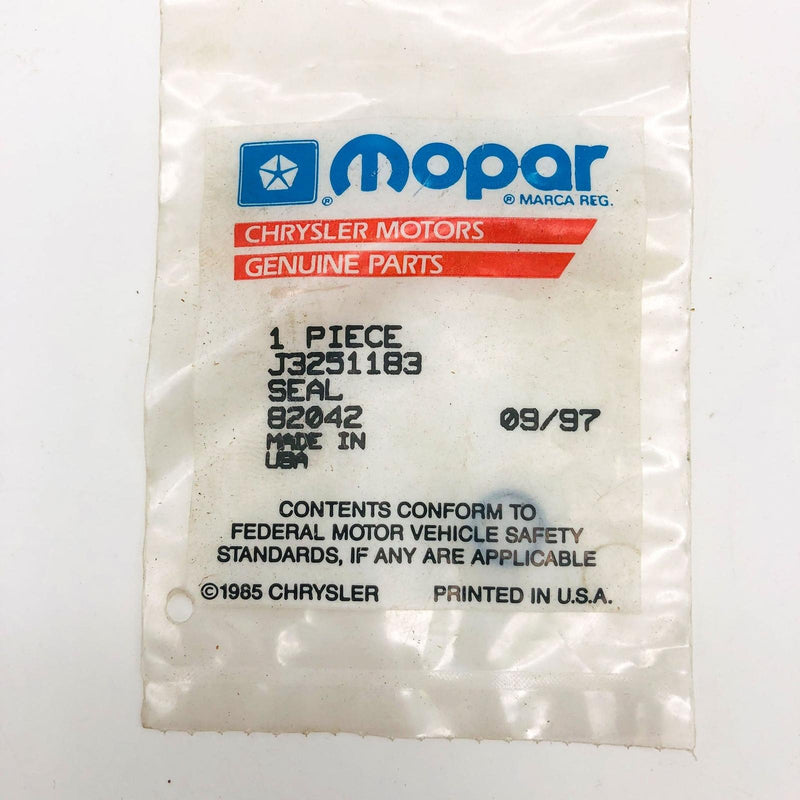 ® mopar
® MARCA REG.
CHRYSLER MOTORS
GENUINE PARTS
1 PIECE
J3251183
SEAL
82042 09/97
MADE IN
USA
CONTENTS CONFORM TO
FEDERAL MOTOR VEHICLE SAFETY
STANDARDS, IF ANY ARE APPLICABLE
©1985 CHRYSLER PRINTED IN U.S.A.